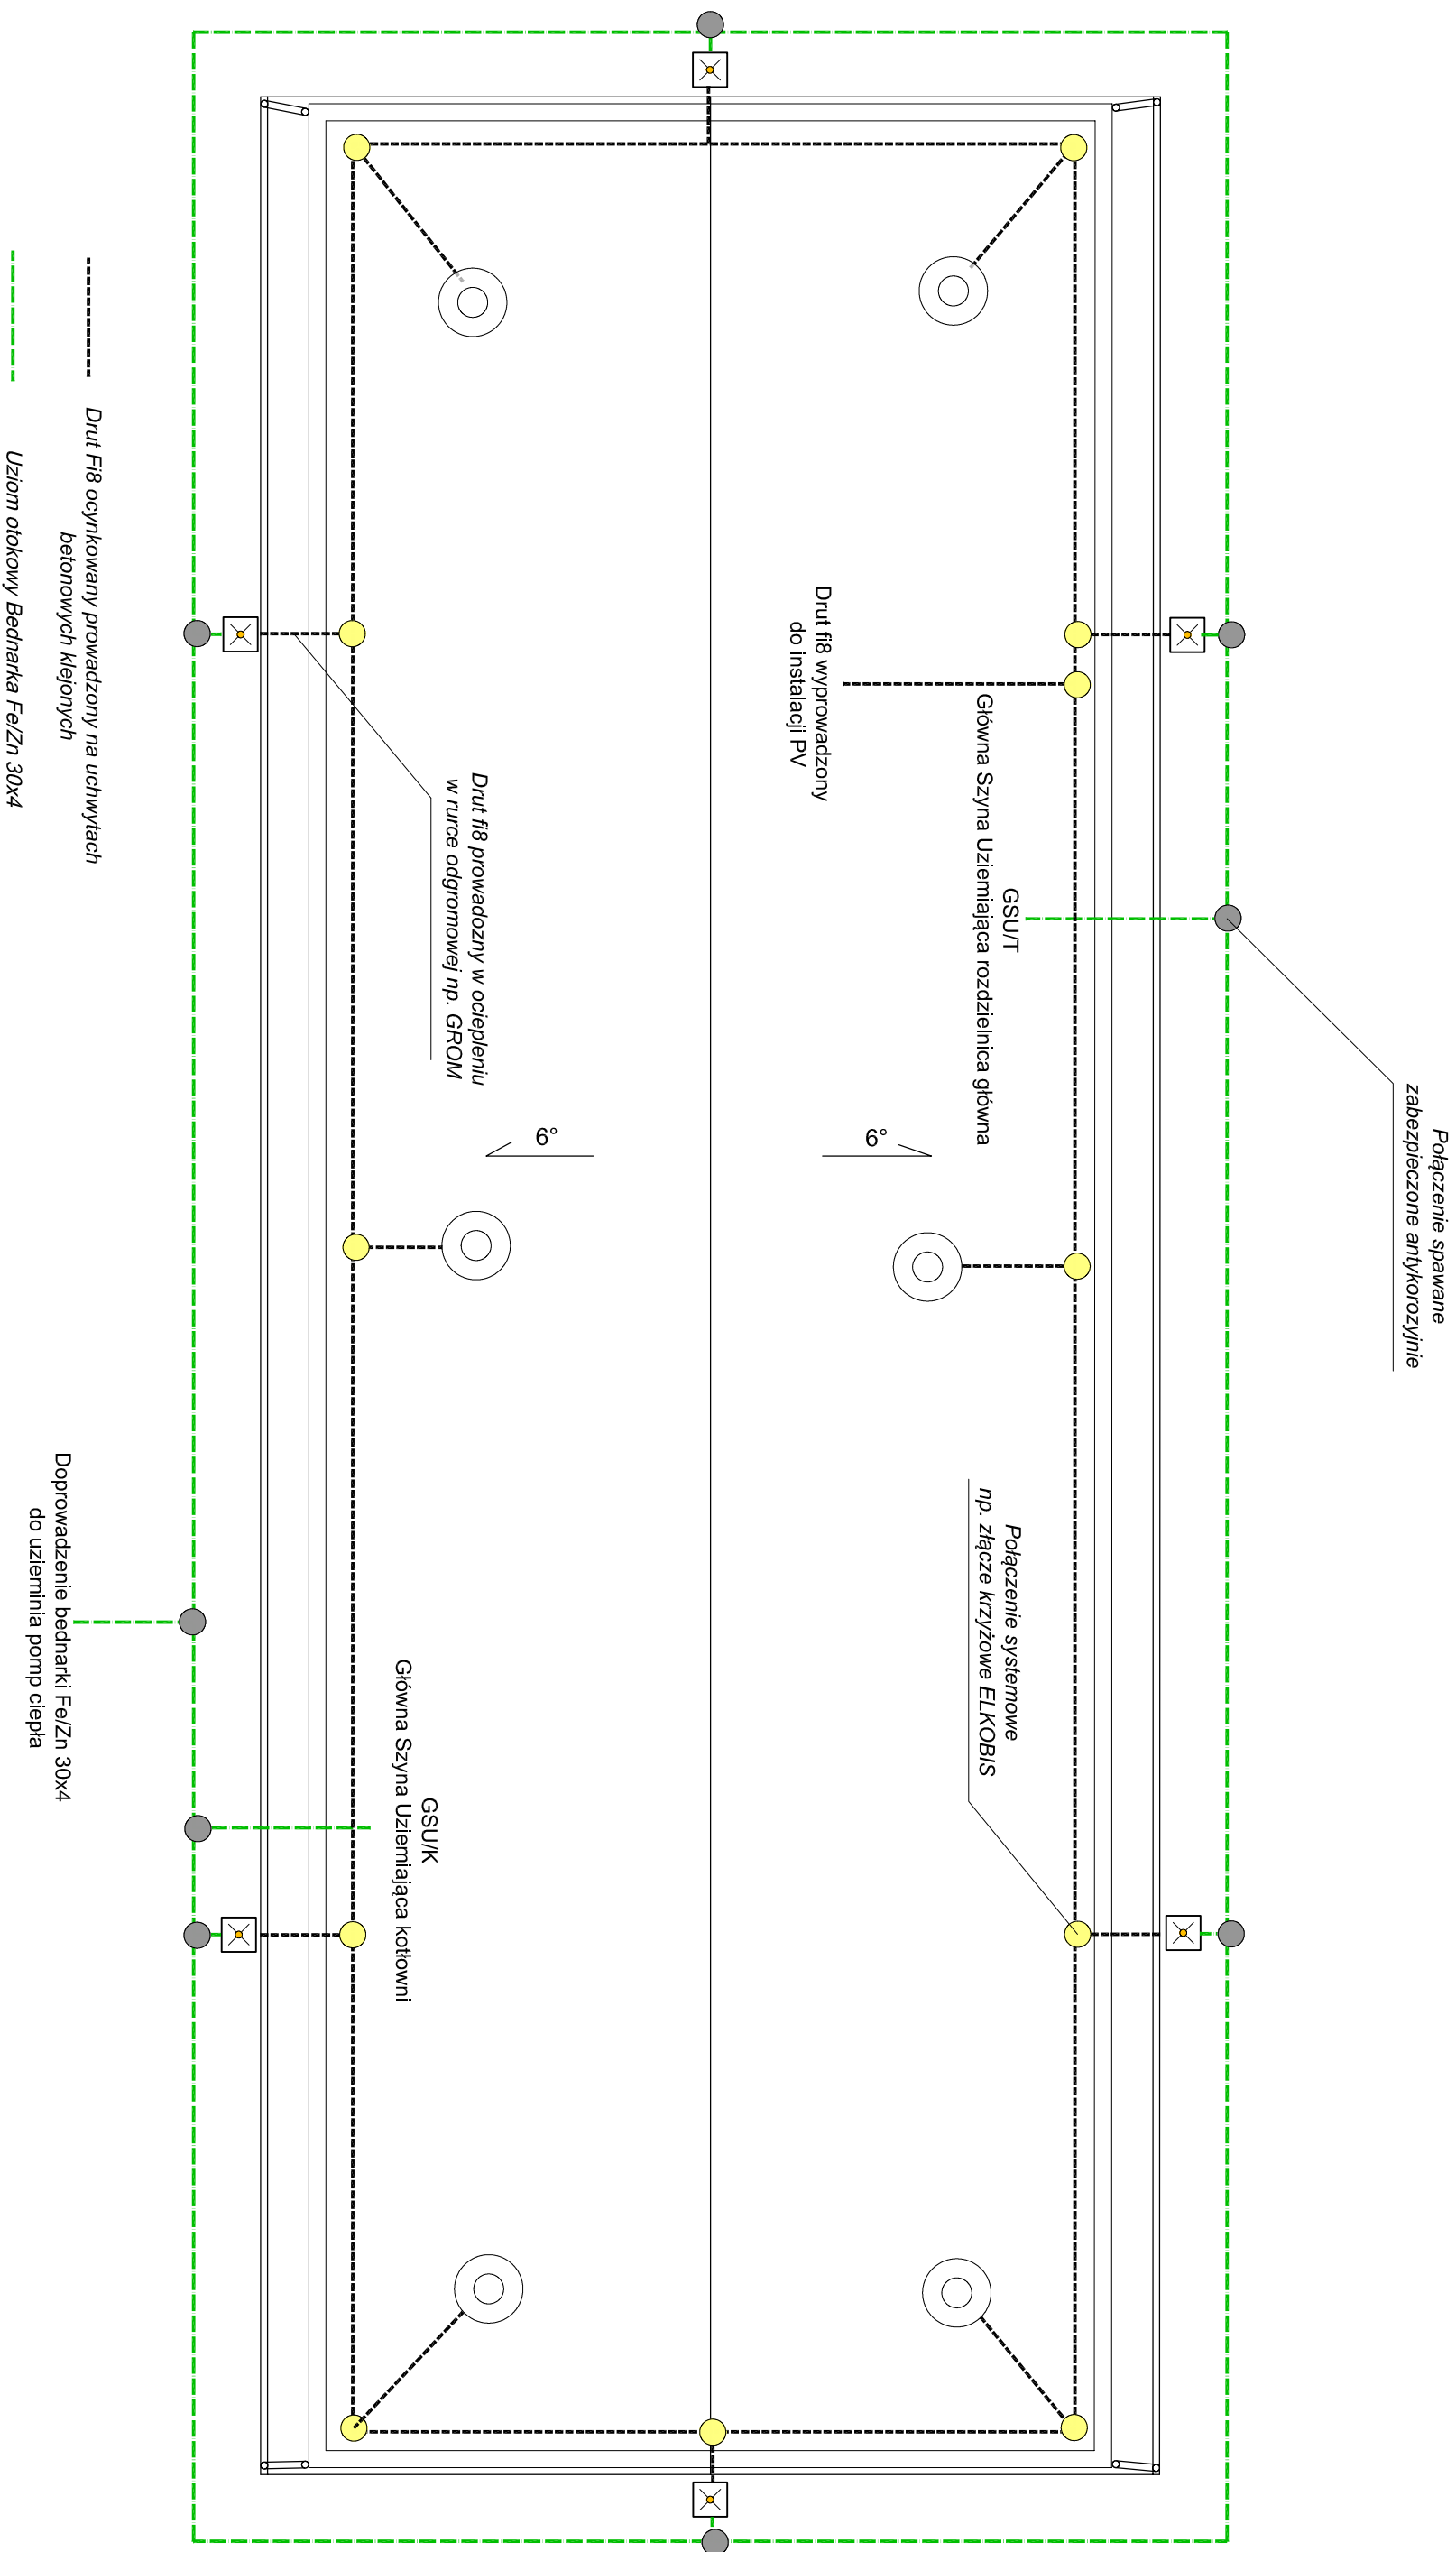 Połączenie spawane
zabezpieczone antykorozyjnie
GSU/T
Główna Szyna Uziemiająca rozdzielnica główna
Drut fi8 wyprowadzony
do instalacji PV
6°
6°
Połączenie systemowe
np. złącze krzyżowe ELKOBIS
Drut fi8 prowadozny w ociepleniu
w rurce odgromowej np. GROM
GSU/K
Główna Szyna Uziemiająca kotłowni
Drut Fi8 ocynkowany prowadzony na uchwytach
betonowych klejonych
Uziom otokowy Bednarka Fe/Zn 30x4
Doprowadzenie bednarki Fe/Zn 30x4
do uzieminia pomp ciepła